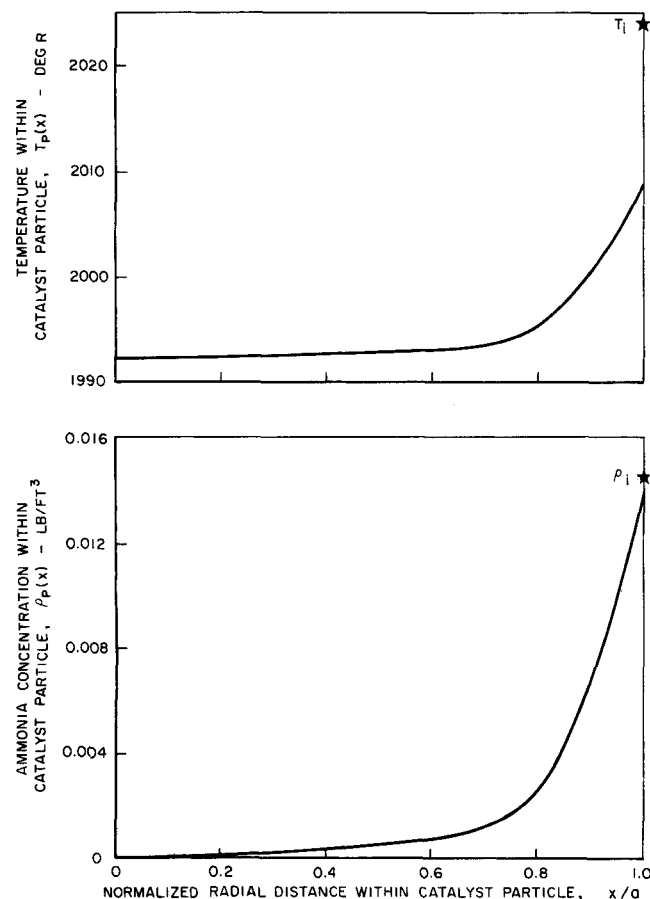 TEMPERATURE WITHIN
CATALYST PARTICLE, Tp(x) - DEG R
2020
2010
2000
1990
★ Ti
AMMONIA CONCENTRATION WITHIN
CATALYST PARTICLE, ρp(x) - LB/FT³
0.016
0.012
0.008
0.004
0
★ ρi
0 0.2 0.4 0.6 0.8 1.0
NORMALIZED RADIAL DISTANCE WITHIN CATALYST PARTICLE, x/a